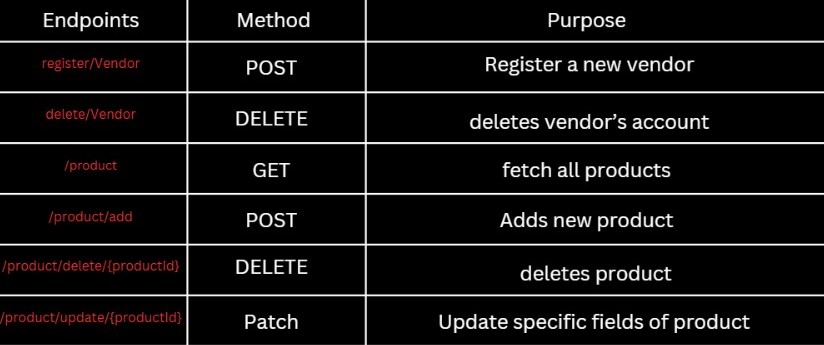 Endpoints Method Purpose
register/Vendor POST Register a new vendor
delete/Vendor DELETE deletes vendor’s account
/product GET fetch all products
/product/add POST Adds new product
/product/delete/{productId} DELETE deletes product
/product/update/{productId} Patch Update specific fields of product